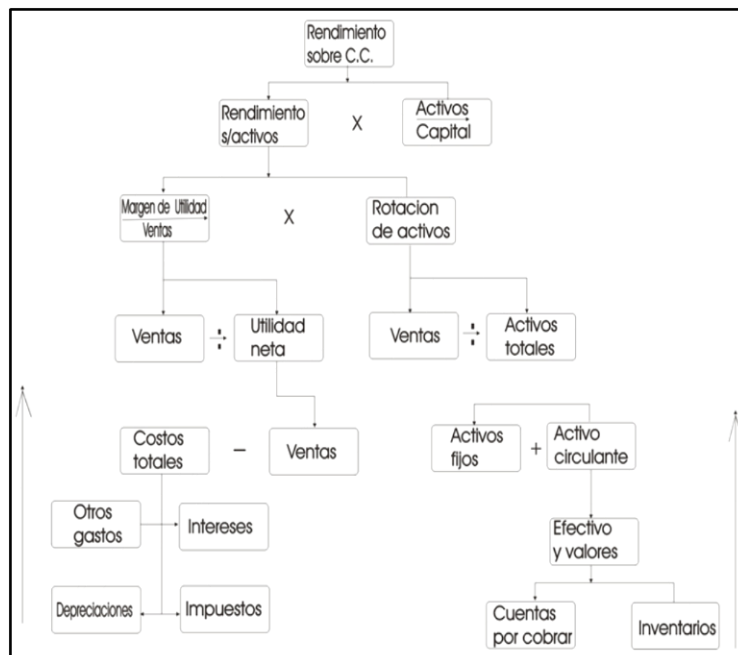 Rendimiento
sobre C.C.
Rendimiento
s/activos
X
Activos
Capital
Margen de Utilidad
Ventas
X
Rotacion
de activos
Ventas
:
Utilidad
neta
Ventas
:
Activos
totales
Costos
totales
–
Ventas
Activos
fijos
+
Activo
circulante
Otros
gastos
Intereses
Efectivo
y valores
Depreciaciones
Impuestos
Cuentas
por cobrar
Inventarios